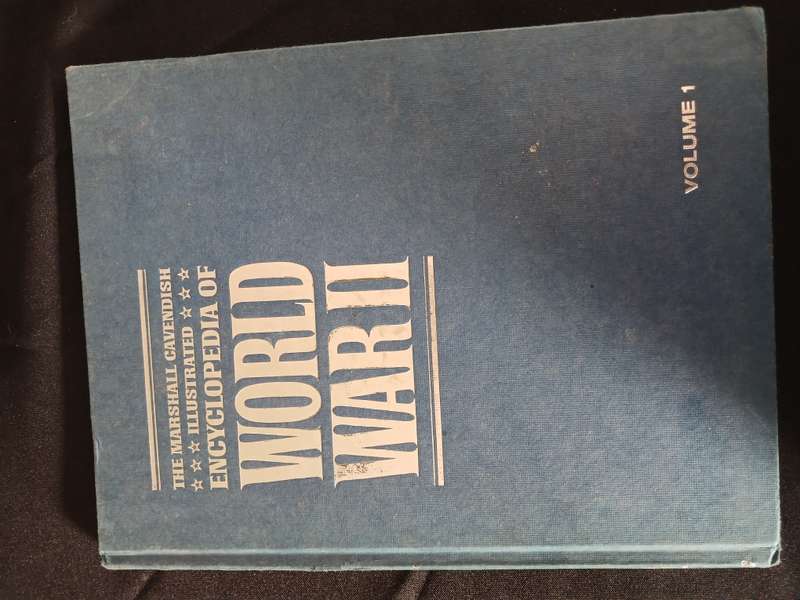 THE MARSHALL CAVENDISH
☆ ☆ ☆ ILLUSTRATED ☆ ☆ ☆
ENCYCLOPEDIA OF
WORLD
WAR II
VOLUME 1